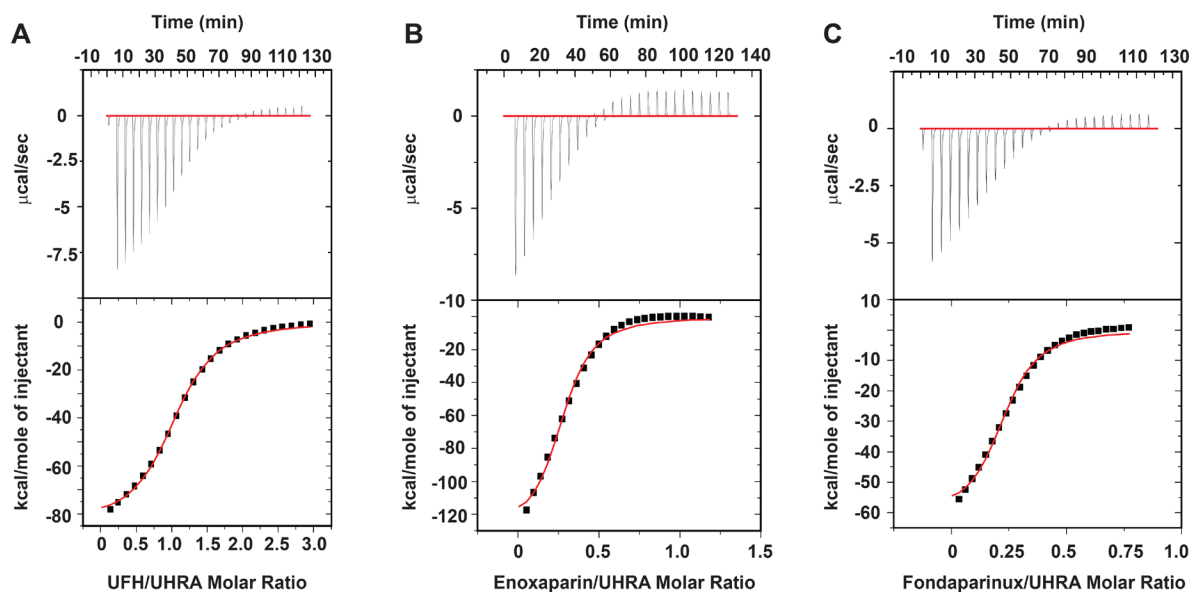 A
Time (min)
-10 10 30 50 70 90 110 130
0
-2.5
-5
-7.5
μcal/sec
0
-20
-40
-60
-80
kcal/mole of injectant
0 0.5 1.0 1.5 2.0 2.5 3.0
UFH/UHRA Molar Ratio
B
Time (min)
0 20 40 60 80 100 120 140
0
-5
-10
μcal/sec
0
-20
-40
-60
-80
-100
-120
kcal/mole of injectant
0 0.5 1.0 1.5
Enoxaparin/UHRA Molar Ratio
C
Time (min)
-10 10 30 50 70 90 110 130
0
-2.5
-5
μcal/sec
10
0
-10
-20
-30
-40
-50
-60
kcal/mole of injectant
0 0.25 0.5 0.75 1.0
Fondaparinux/UHRA Molar Ratio